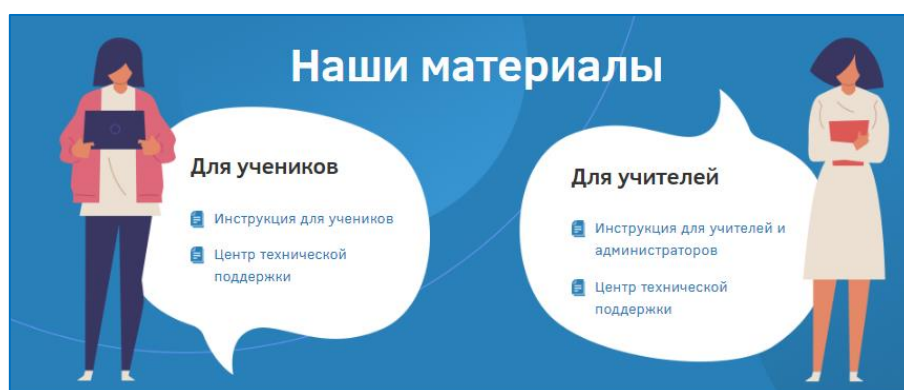 Наши материалы
Для учеников
Инструкция для учеников
Центр технической
поддержки
Для учителей
Инструкция для учителей и
администраторов
Центр технической
поддержки